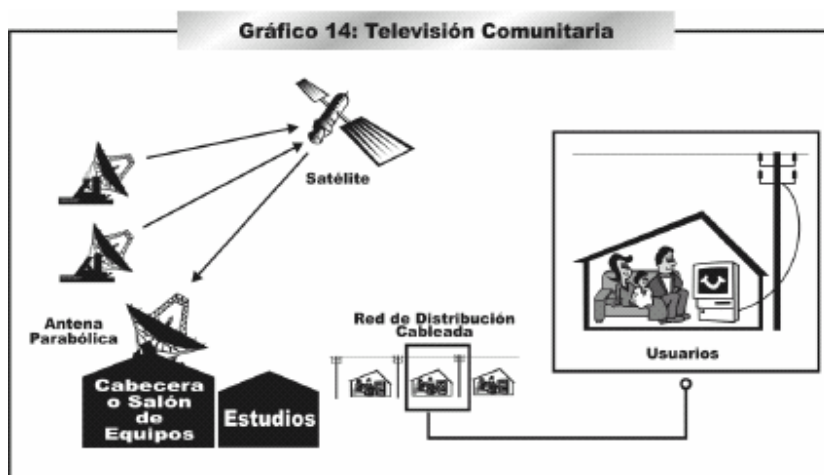 Gráfico 14: Televisión Comunitaria
Satélite
Antena
Parabólica
Red de Distribución
Cableada
Usuarios
Cabecera
o Salón
de
Equipos
Estudios